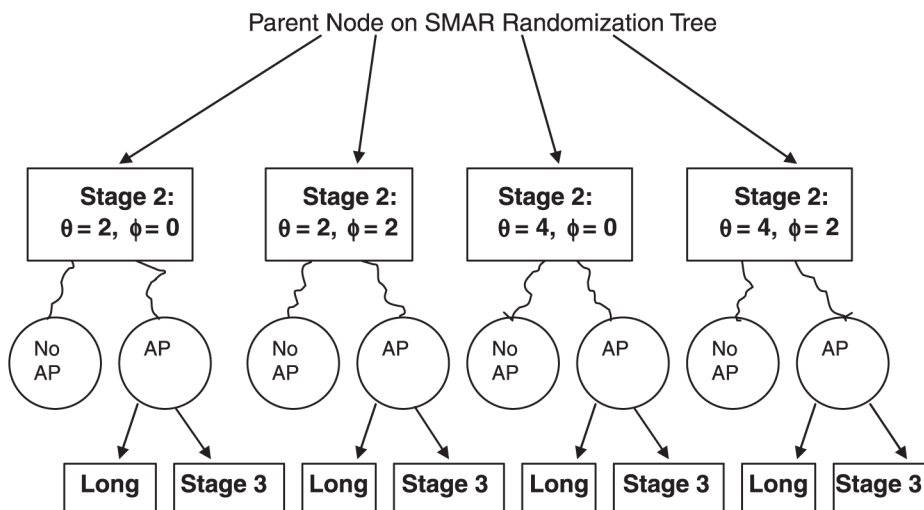 Parent Node on SMAR Randomization Tree
Stage 2:
θ = 2, ϕ = 0
Stage 2:
θ = 2, ϕ = 2
Stage 2:
θ = 4, ϕ = 0
Stage 2:
θ = 4, ϕ = 2
No
AP
AP
No
AP
AP
No
AP
AP
No
AP
AP
Long
Stage 3
Long
Stage 3
Long
Stage 3
Long
Stage 3